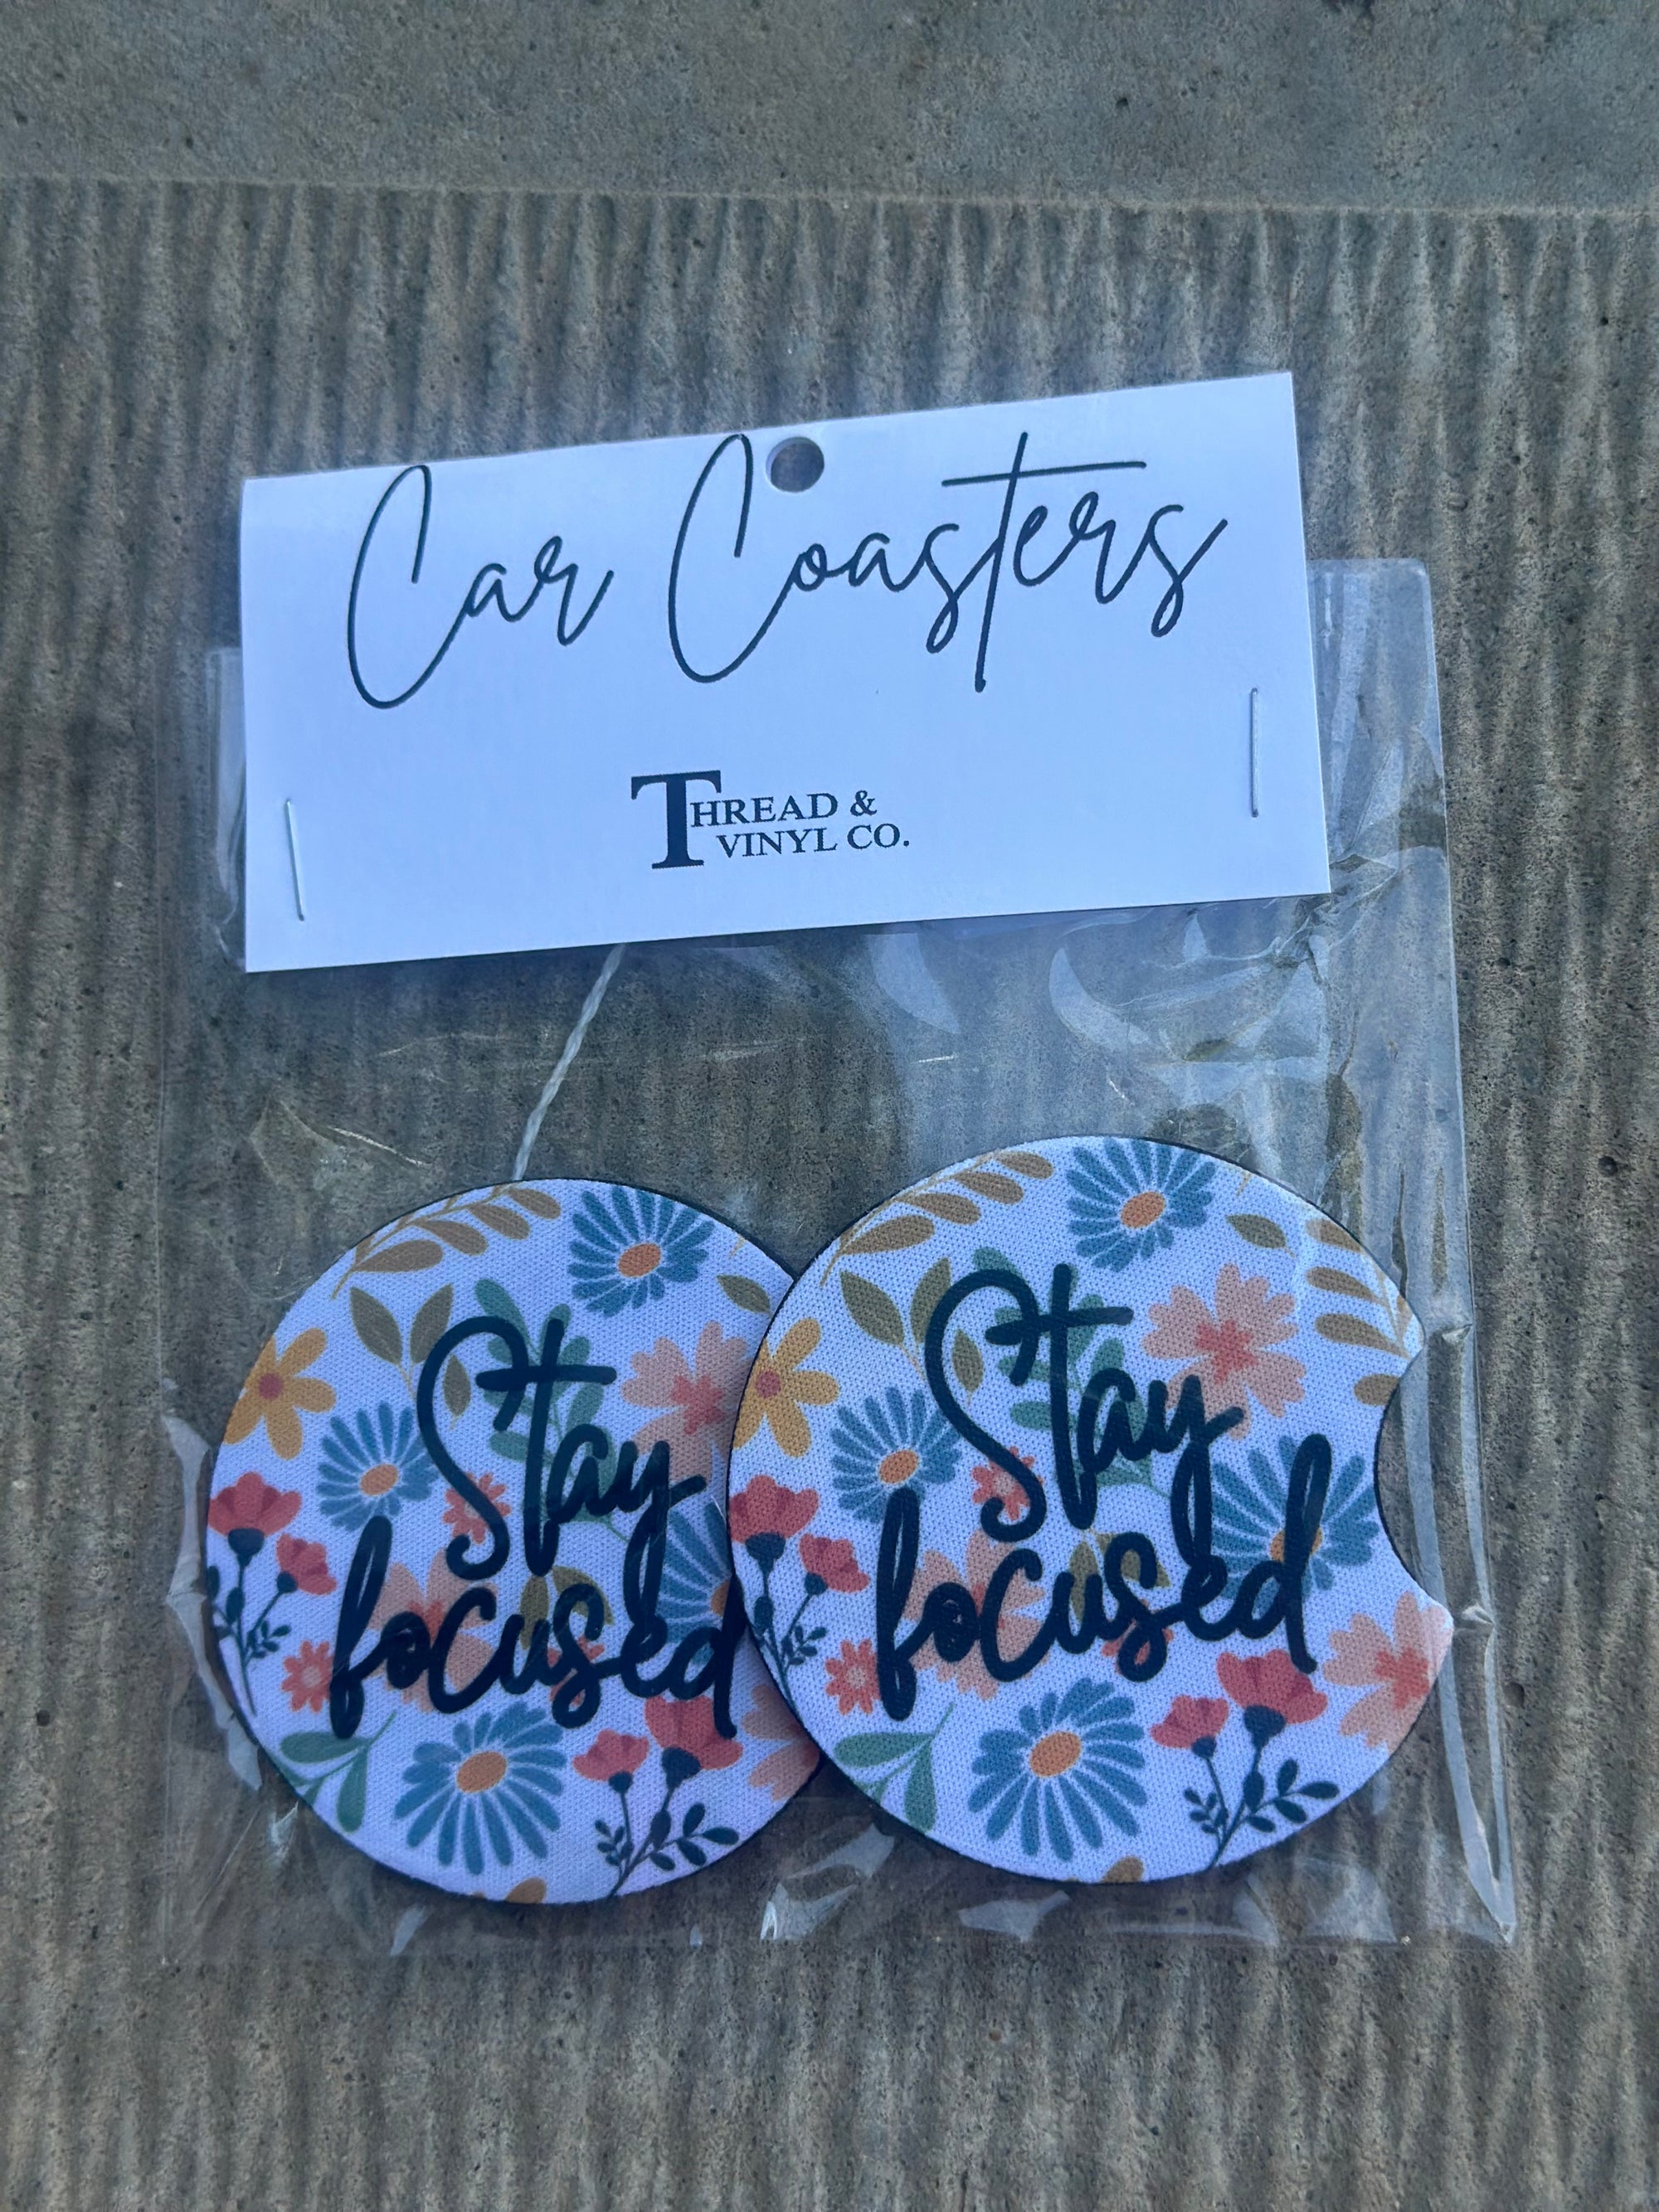 Car Coasters
THREAD &
VINYL CO.
Stay
focused
Stay
focused